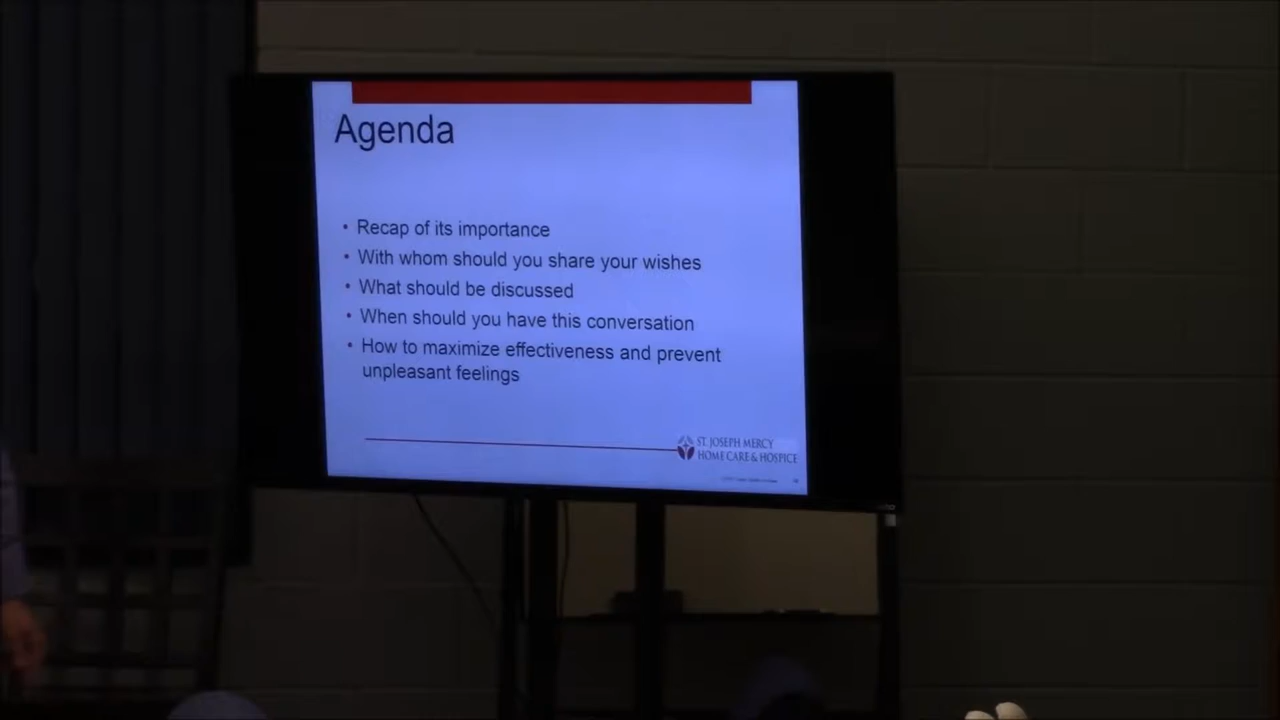 Agenda
• Recap of its importance
• With whom should you share your wishes
• What should be discussed
• When should you have this conversation
• How to maximize effectiveness and prevent
unpleasant feelings
ST. JOSEPH MERCY
HOME CARE & HOSPICE